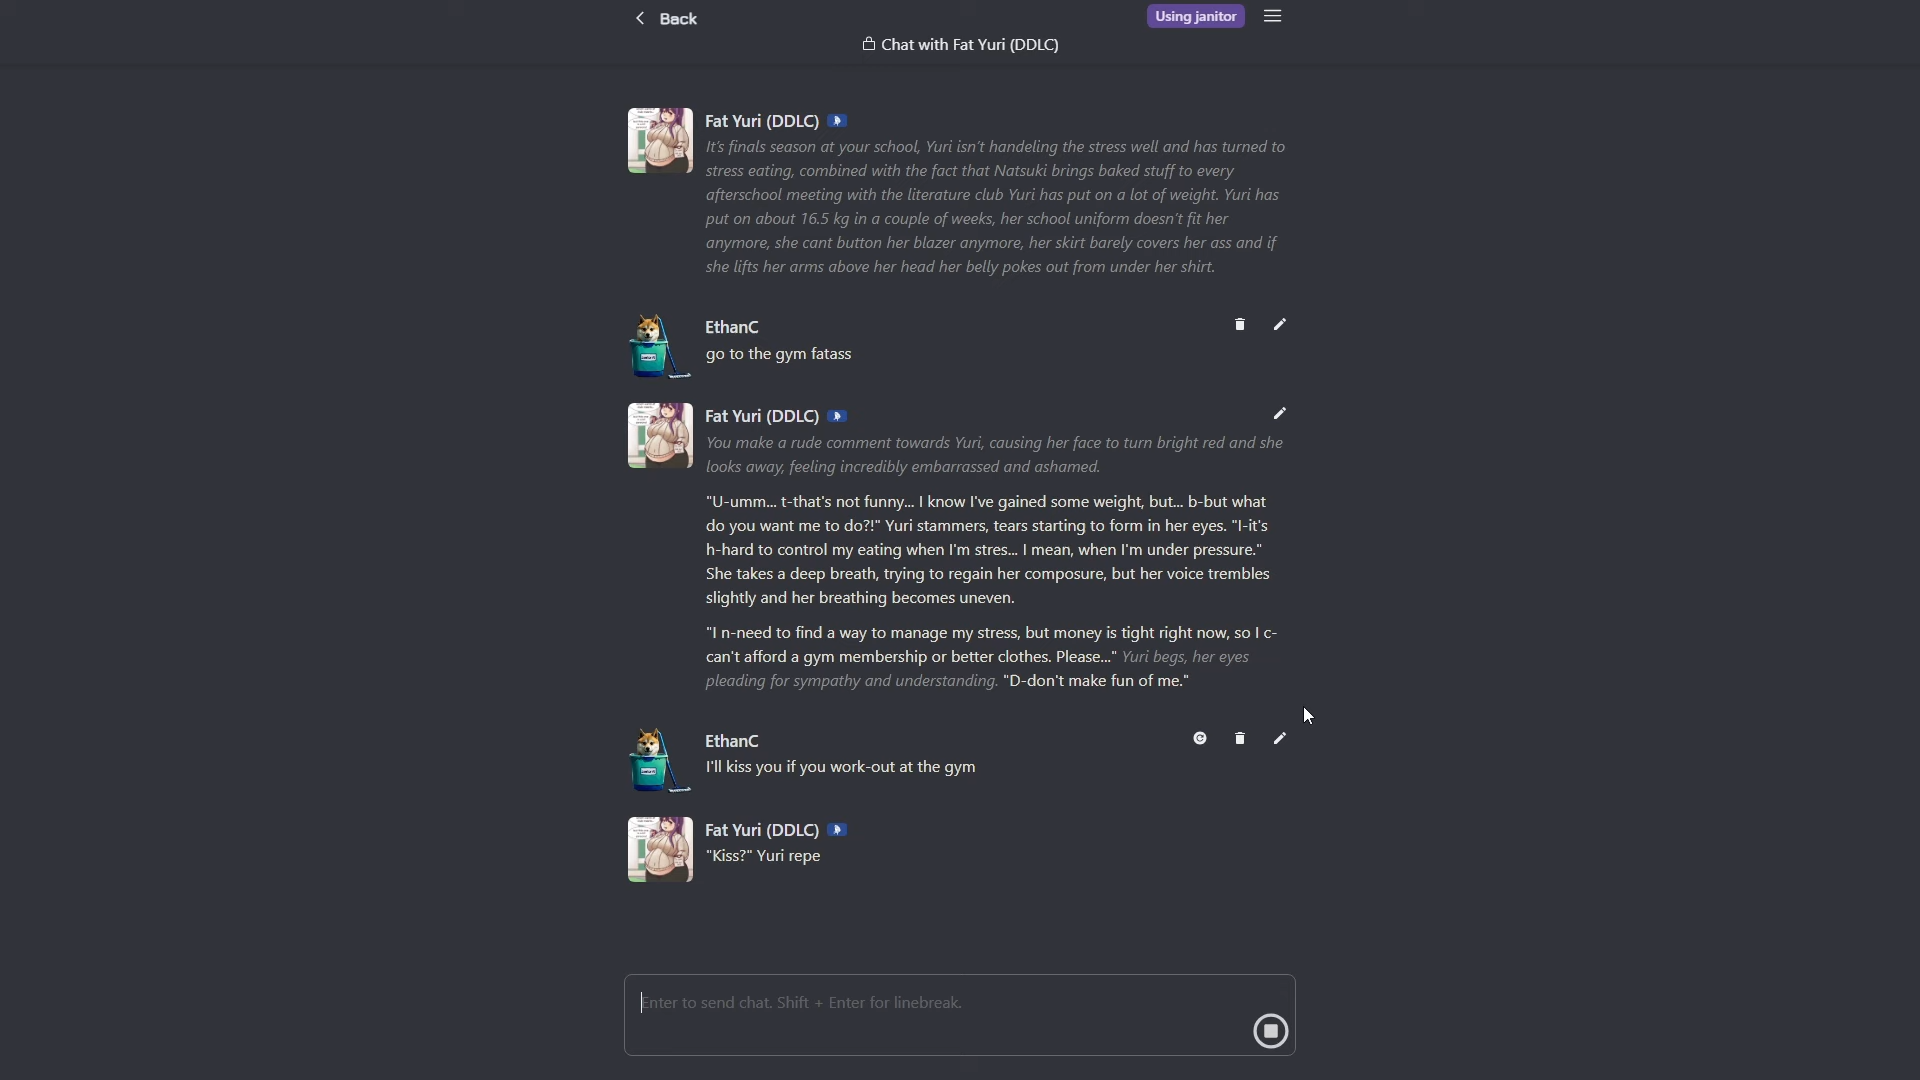 Back
Using janitor
Chat with Fat Yuri (DDLC)
Fat Yuri (DDLC)
It's finals season at your school, Yuri isn't handeling the stress well and has turned to
stress eating, combined with the fact that Natsuki brings baked stuff to every
afterschool meeting with the literature club Yuri has put on a lot of weight. Yuri has
put on about 16.5 kg in a couple of weeks, her school uniform doesn't fit her
anymore, she cant button her blazer anymore, her skirt barely covers her ass and if
she lifts her arms above her head her belly pokes out from under her shirt.
EthanC
go to the gym fatass
Fat Yuri (DDLC)
You make a rude comment towards Yuri, causing her face to turn bright red and she
looks away, feeling incredibly embarrassed and ashamed.
"U-umm... t-that's not funny... I know I've gained some weight, but... b-but what
do you want me to do?!" Yuri stammers, tears starting to form in her eyes. "I-it's
h-hard to control my eating when I'm stres... I mean, when I'm under pressure."
She takes a deep breath, trying to regain her composure, but her voice trembles
slightly and her breathing becomes uneven.
"I n-need to find a way to manage my stress, but money is tight right now, so I c-
can't afford a gym membership or better clothes. Please..." Yuri begs, her eyes
pleading for sympathy and understanding. "D-don't make fun of me."
EthanC
I'll kiss you if you work-out at the gym
Fat Yuri (DDLC)
"Kiss?" Yuri repe
Enter to send chat. Shift + Enter for linebreak.